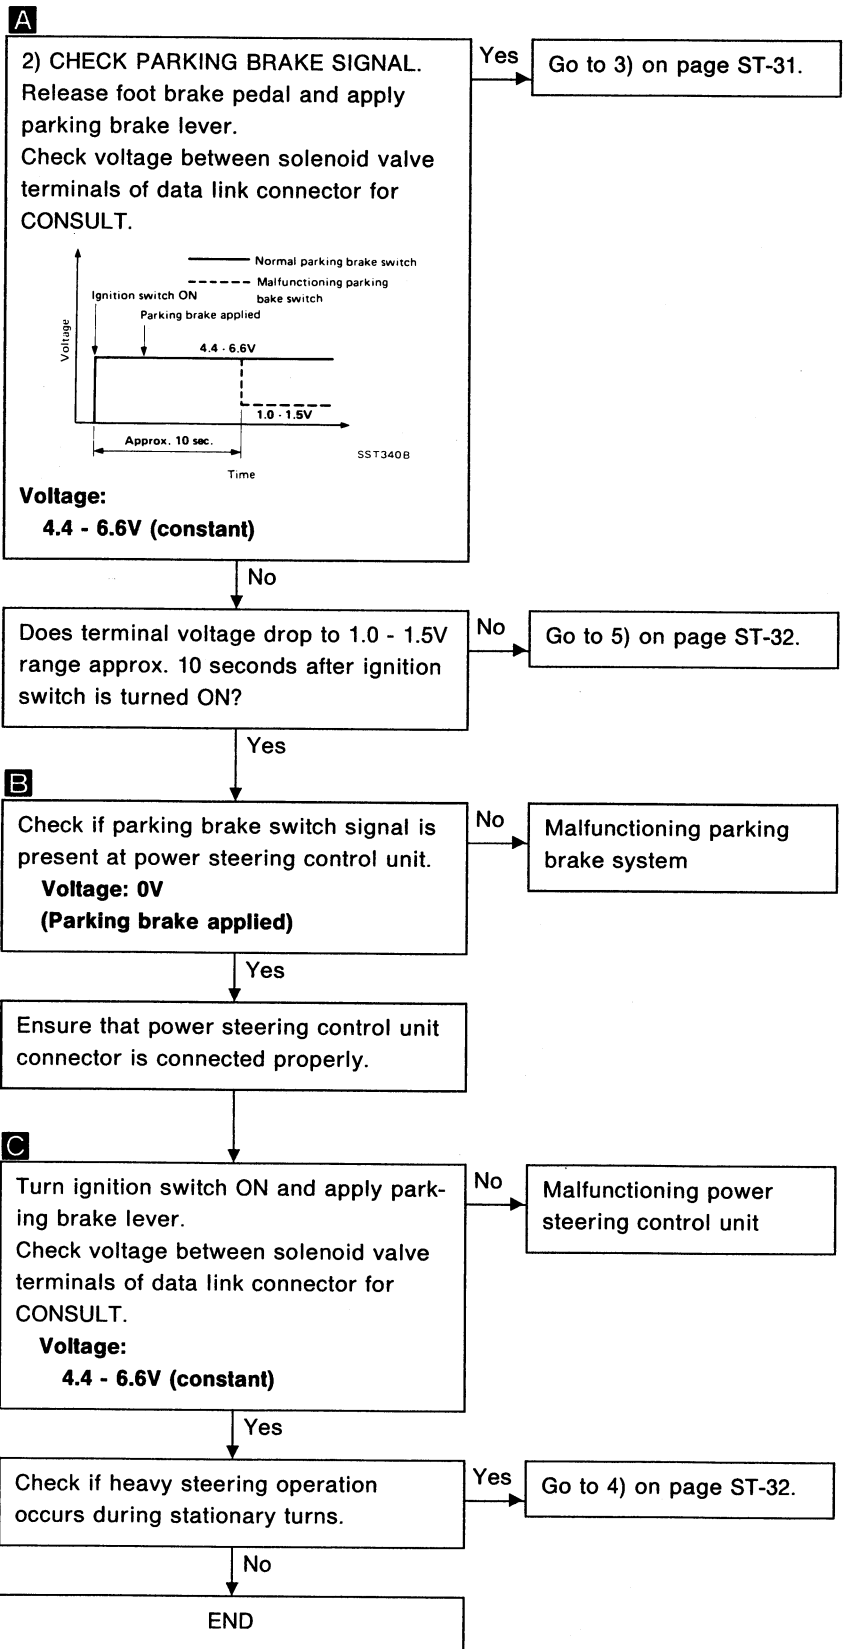 A
2) CHECK PARKING BRAKE SIGNAL.
Release foot brake pedal and apply
parking brake lever.
Check voltage between solenoid valve
terminals of data link connector for
CONSULT.
Normal parking brake switch
Malfunctioning parking
bake switch
Ignition switch ON
Parking brake applied
Voltage
4.4 - 6.6V
1.0 - 1.5V
Approx. 10 sec.
SST340B
Time
Voltage:
4.4 - 6.6V (constant)
Yes
Go to 3) on page ST-31.
No
Does terminal voltage drop to 1.0 - 1.5V
range approx. 10 seconds after ignition
switch is turned ON?
No
Go to 5) on page ST-32.
Yes
B
Check if parking brake switch signal is
present at power steering control unit.
Voltage: 0V
(Parking brake applied)
No
Malfunctioning parking
brake system
Yes
Ensure that power steering control unit
connector is connected properly.
C
Turn ignition switch ON and apply park-
ing brake lever.
Check voltage between solenoid valve
terminals of data link connector for
CONSULT.
Voltage:
4.4 - 6.6V (constant)
No
Malfunctioning power
steering control unit
Yes
Check if heavy steering operation
occurs during stationary turns.
Yes
Go to 4) on page ST-32.
No
END